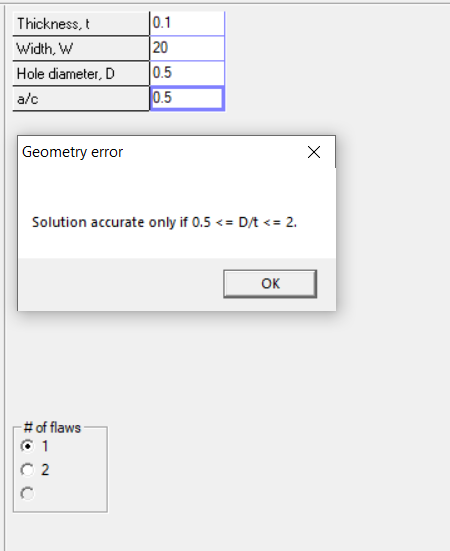 Thickness, t 0.1
Width, W 20
Hole diameter, D 0.5
a/c 0.5
Geometry error
Solution accurate only if 0.5 <= D/t <= 2.
OK
# of flaws
1
2